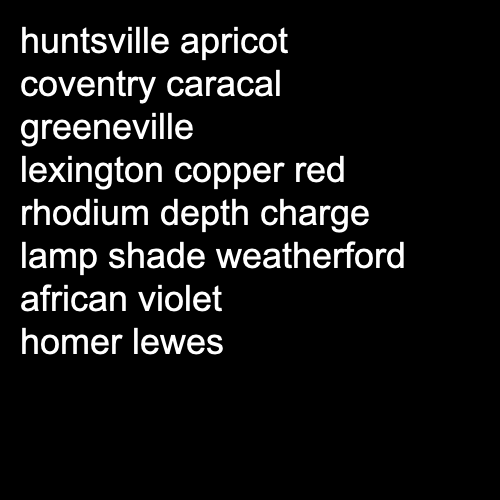 huntsville apricot
coventry caracal
greeneville
lexington copper red
rhodium depth charge
lamp shade weatherford
african violet
homer lewes